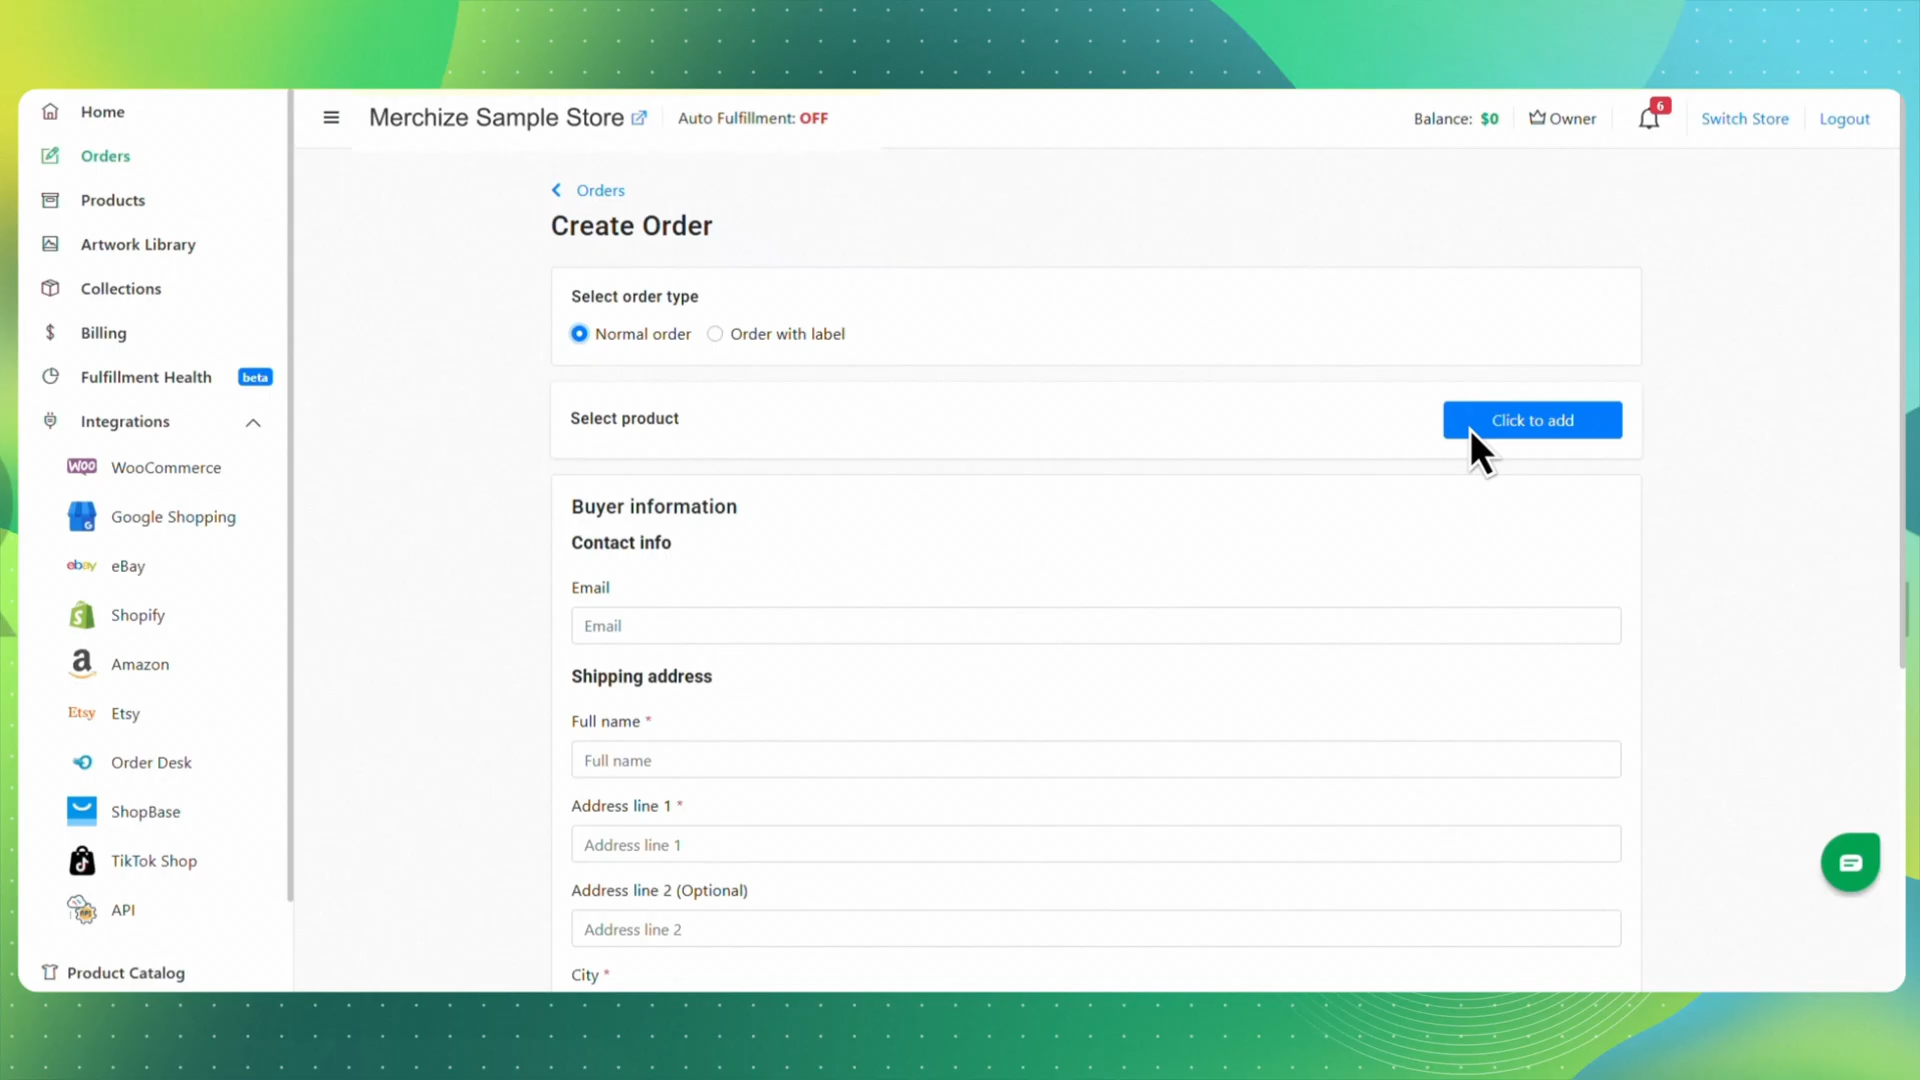 Home
Orders
Products
Artwork Library
Collections
Billing
Fulfillment Health beta
Integrations
WOO WooCommerce
G Google Shopping
ebay eBay
S Shopify
a Amazon
Etsy Etsy
Order Desk
ShopBase
TikTok Shop
API API
Product Catalog
Merchize Sample Store
Auto Fulfillment: OFF
Balance: $0
Owner
6
Switch Store
Logout
Orders
Create Order
Select order type
Normal order Order with label
Select product
Click to add
Buyer information
Contact info
Email
Email
Shipping address
Full name *
Full name
Address line 1 *
Address line 1
Address line 2 (Optional)
Address line 2
City *